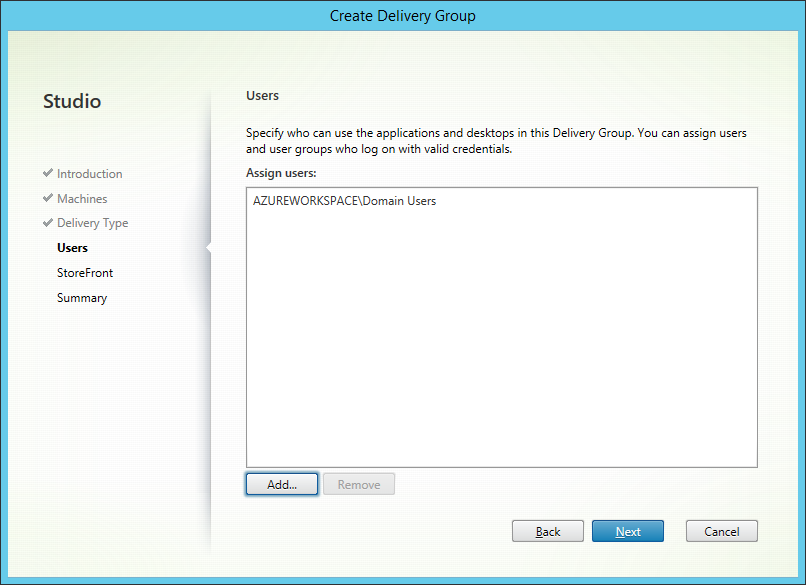 Create Delivery Group
Studio
Introduction
Machines
Delivery Type
Users
StoreFront
Summary
Users
Specify who can use the applications and desktops in this Delivery Group. You can assign users
and user groups who log on with valid credentials.
Assign users:
AZUREWORKSPACE\Domain Users
Add...
Remove
Back
Next
Cancel